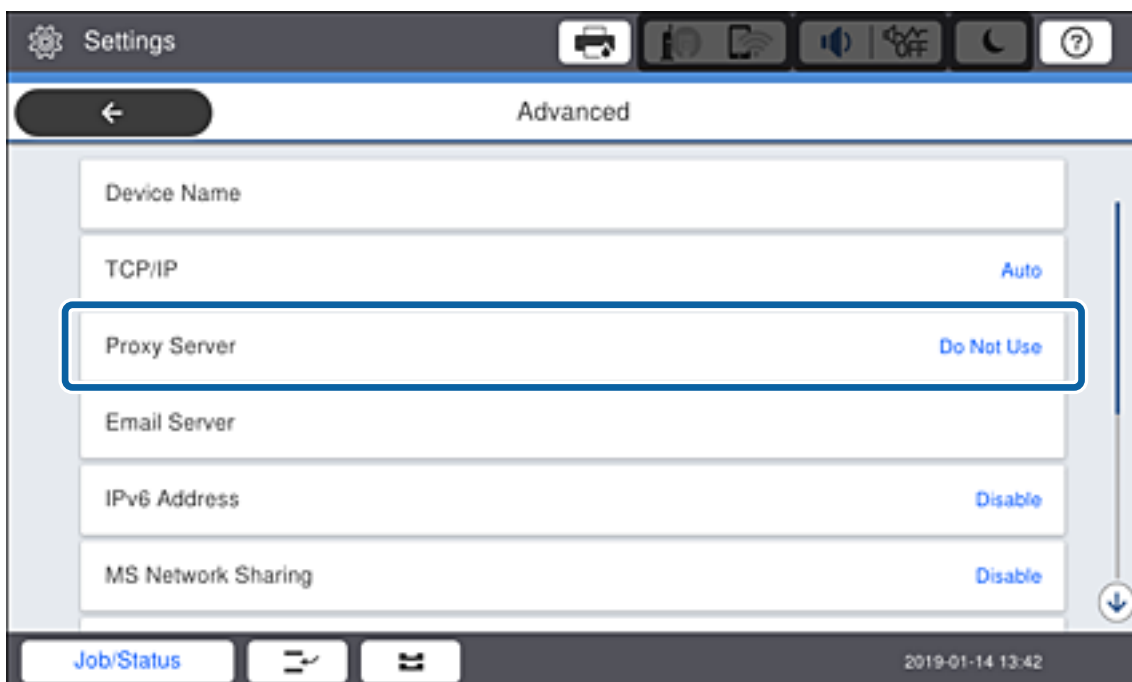 Settings
OFF
?
Advanced
Device Name
TCP/IP Auto
Proxy Server Do Not Use
Email Server
IPv6 Address Disable
MS Network Sharing Disable
Job/Status 2019-01-14 13:42